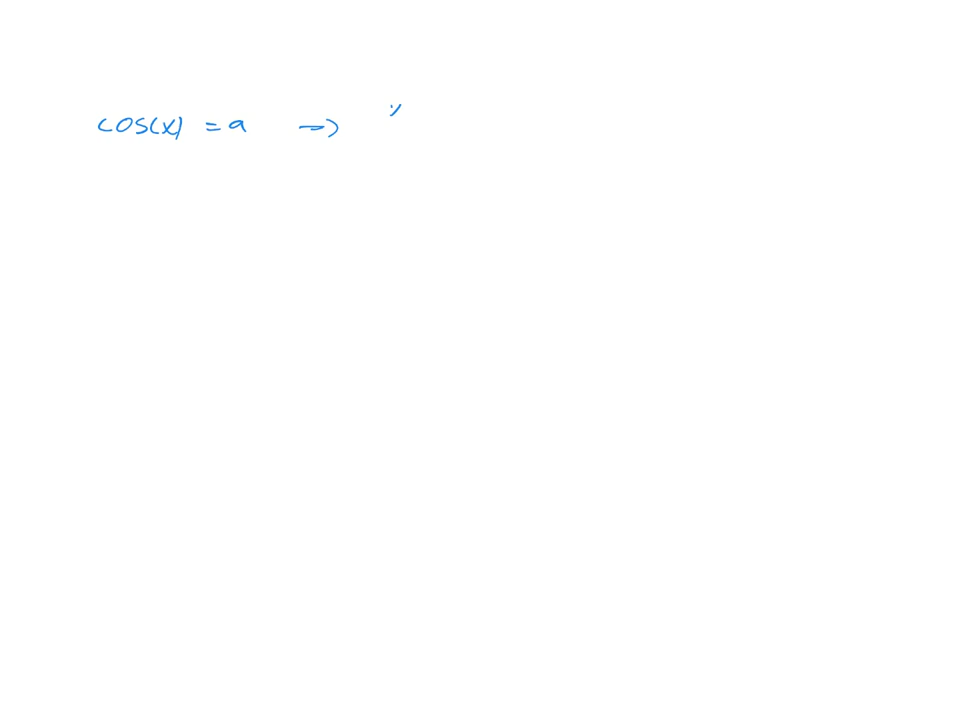 cos(x) = a → x